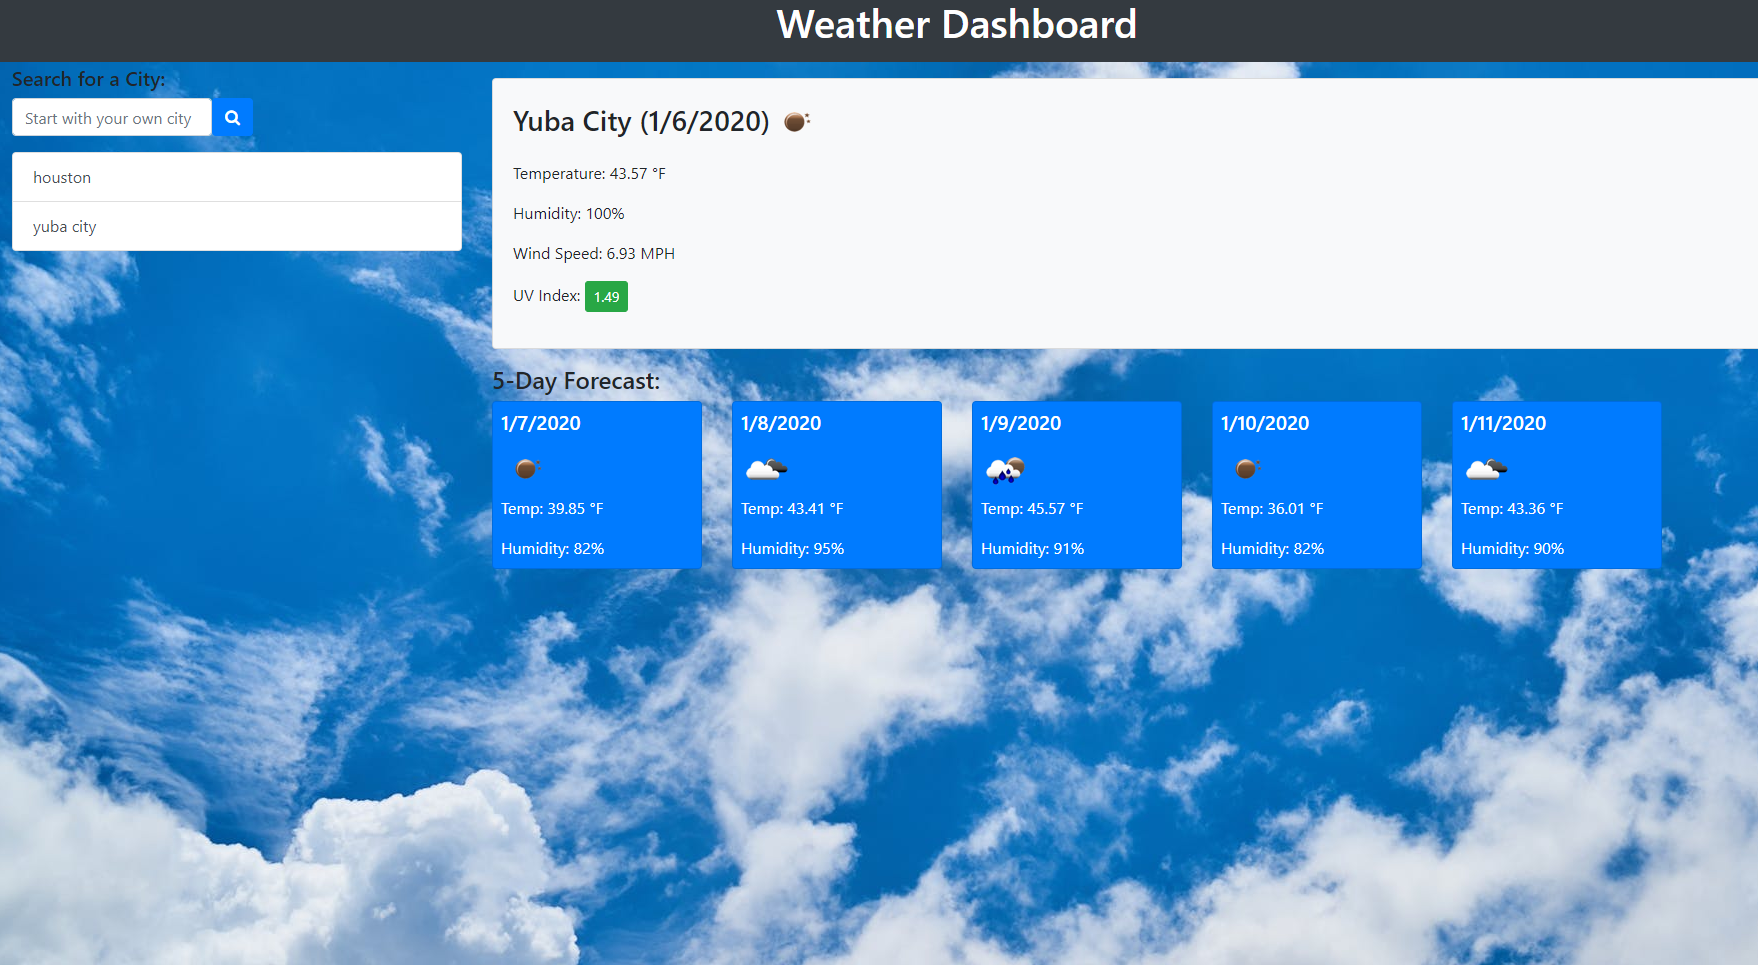 Weather Dashboard
Search for a City:
Start with your own city
houston
yuba city
Yuba City (1/6/2020)
Temperature: 43.57 °F
Humidity: 100%
Wind Speed: 6.93 MPH
UV Index: 1.49
5-Day Forecast:
1/7/2020
Temp: 39.85 °F
Humidity: 82%
1/8/2020
Temp: 43.41 °F
Humidity: 95%
1/9/2020
Temp: 45.57 °F
Humidity: 91%
1/10/2020
Temp: 36.01 °F
Humidity: 82%
1/11/2020
Temp: 43.36 °F
Humidity: 90%